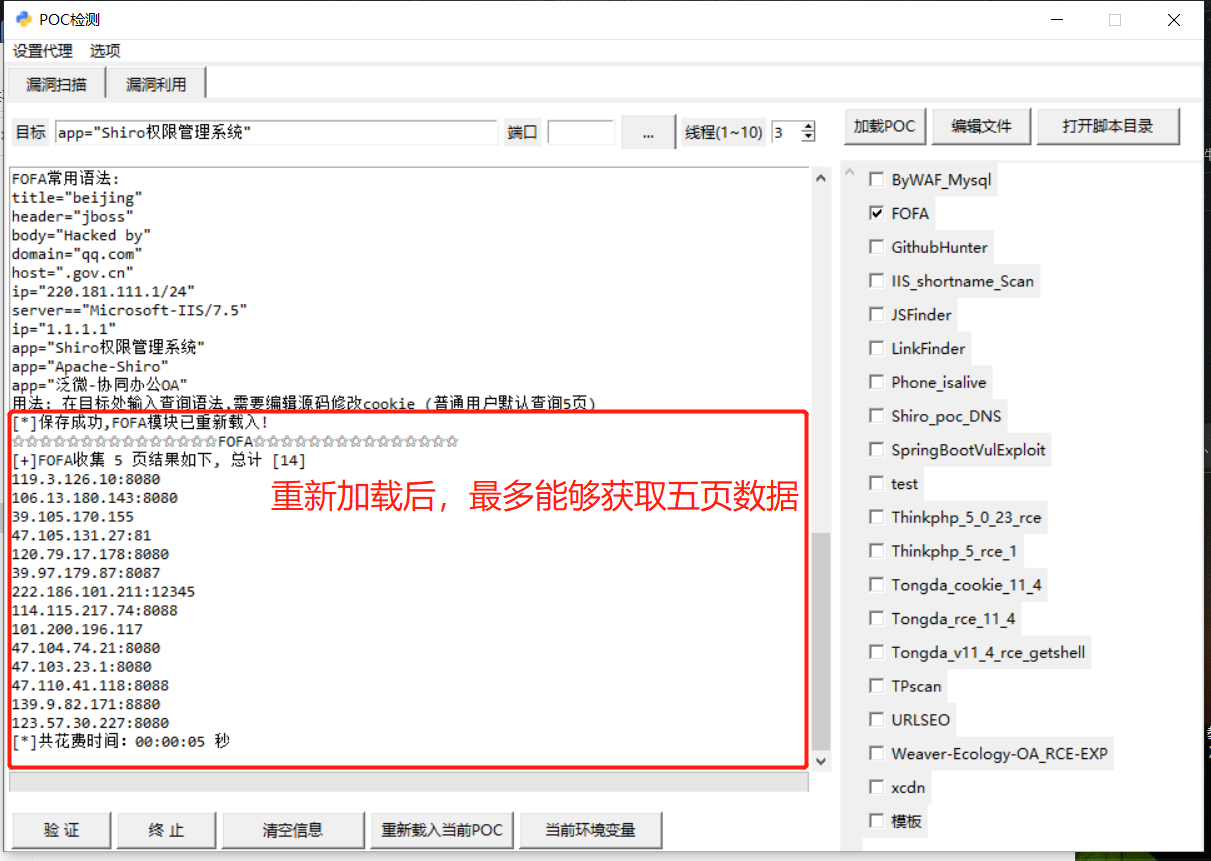 POC检测
设置代理 选项
漏洞扫描 漏洞利用
目标 app="Shiro权限管理系统" 端口 ... 线程(1~10) 3 加载POC 编辑文件 打开脚本目录
FOFA常用语法:
title="beijing"
header="jboss"
body="Hacked by"
domain="qq.com"
host=".gov.cn"
ip="220.181.111.1/24"
server=="Microsoft-IIS/7.5"
ip="1.1.1.1"
app="Shiro权限管理系统"
app="Apache-Shiro"
app="泛微-协同办公OA"
用法: 在目标处输入查询语法,需要编辑源码修改cookie (普通用户默认查询5页)
[*]保存成功,FOFA模块已重新载入!
☆☆☆☆☆☆☆☆☆☆☆☆☆☆☆FOFA☆☆☆☆☆☆☆☆☆☆☆☆☆☆☆
[+]FOFA收集 5 页结果如下, 总计 [14]
119.3.126.10:8080
106.13.180.143:8080
39.105.170.155
47.105.131.27:81
120.79.17.178:8080
39.97.179.87:8087
222.186.101.211:12345
114.115.217.74:8088
101.200.196.117
47.104.74.21:8080
47.103.23.1:8080
47.110.41.118:8088
139.9.82.171:8880
123.57.30.227:8080
[*]共花费时间: 00:00:05 秒
重新加载后，最多能够获取五页数据
ByWAF_Mysql
FOFA
GithubHunter
IIS_shortname_Scan
JSFinder
LinkFinder
Phone_isalive
Shiro_poc_DNS
SpringBootVulExploit
test
Thinkphp_5_0_23_rce
Thinkphp_5_rce_1
Tongda_cookie_11_4
Tongda_rce_11_4
Tongda_v11_4_rce_getshell
TPscan
URLSEO
Weaver-Ecology-OA_RCE-EXP
xcdn
模板
验 证 终 止 清空信息 重新载入当前POC 当前环境变量